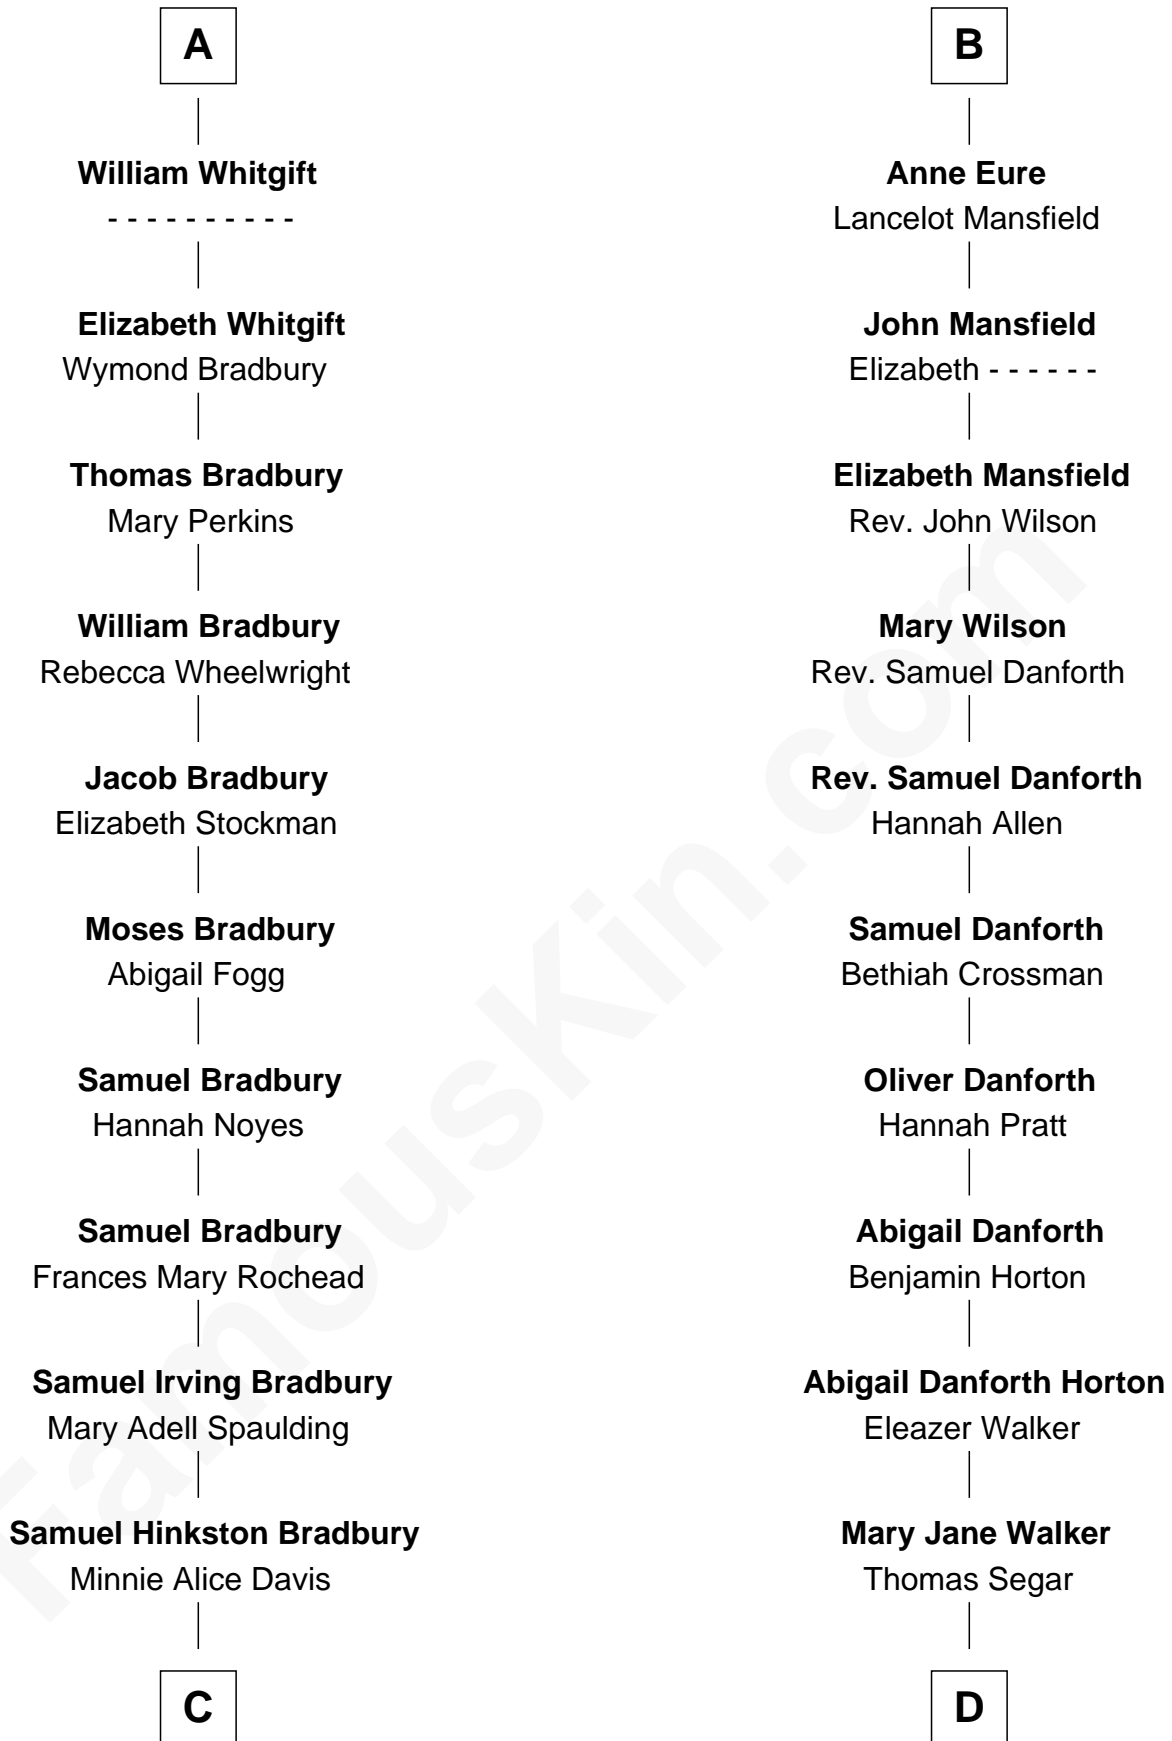 A
William Whitgift
- - - - - - - - - -
Elizabeth Whitgift
Wymond Bradbury
Thomas Bradbury
Mary Perkins
William Bradbury
Rebecca Wheelwright
Jacob Bradbury
Elizabeth Stockman
Moses Bradbury
Abigail Fogg
Samuel Bradbury
Hannah Noyes
Samuel Bradbury
Frances Mary Rochead
Samuel Irving Bradbury
Mary Adell Spaulding
Samuel Hinkston Bradbury
Minnie Alice Davis
C
B
Anne Eure
Lancelot Mansfield
John Mansfield
Elizabeth - - - - - -
Elizabeth Mansfield
Rev. John Wilson
Mary Wilson
Rev. Samuel Danforth
Rev. Samuel Danforth
Hannah Allen
Samuel Danforth
Bethiah Crossman
Oliver Danforth
Hannah Pratt
Abigail Danforth
Benjamin Horton
Abigail Danforth Horton
Eleazer Walker
Mary Jane Walker
Thomas Segar
D
FamousKin.com